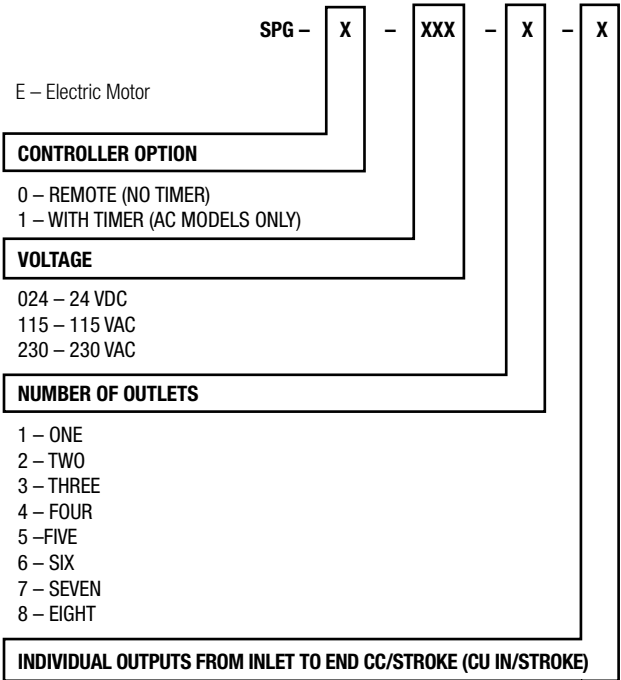 SPG – X – XXX – X – X
E – Electric Motor
CONTROLLER OPTION
0 – REMOTE (NO TIMER)
1 – WITH TIMER (AC MODELS ONLY)
VOLTAGE
024 – 24 VDC
115 – 115 VAC
230 – 230 VAC
NUMBER OF OUTLETS
1 – ONE
2 – TWO
3 – THREE
4 – FOUR
5 –FIVE
6 – SIX
7 – SEVEN
8 – EIGHT
INDIVIDUAL OUTPUTS FROM INLET TO END CC/STROKE (CU IN/STROKE)